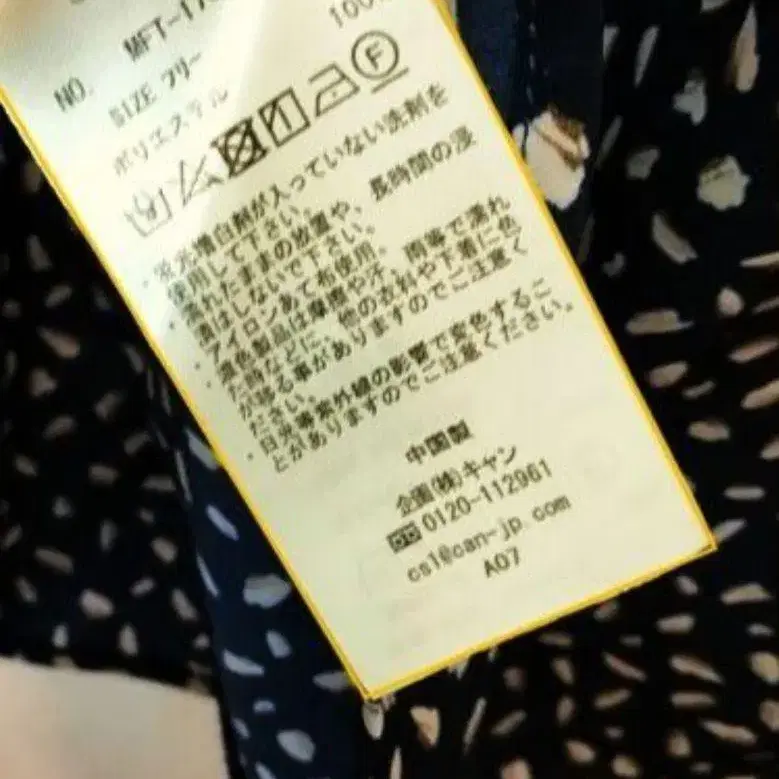 NO. MFT-17
SIZE フリー
ポリエステル 100
F
・蛍光増白剤が入っていない洗剤を
使用して下さい。
・濡れたままの放置や、長時間の浸
漬はしないで下さい。
・アイロンあて布使用。
・濃色製品は摩擦や汗、雨等で濡れ
た時などに、他の衣料や下着に色
が移る事がありますのでご注意く
ださい。
・日光等紫外線の影響で変色するこ
とがありますのでご注意ください。
中国製
企画(株)キャン
0120-112961
cs1@can-jp.com
A07